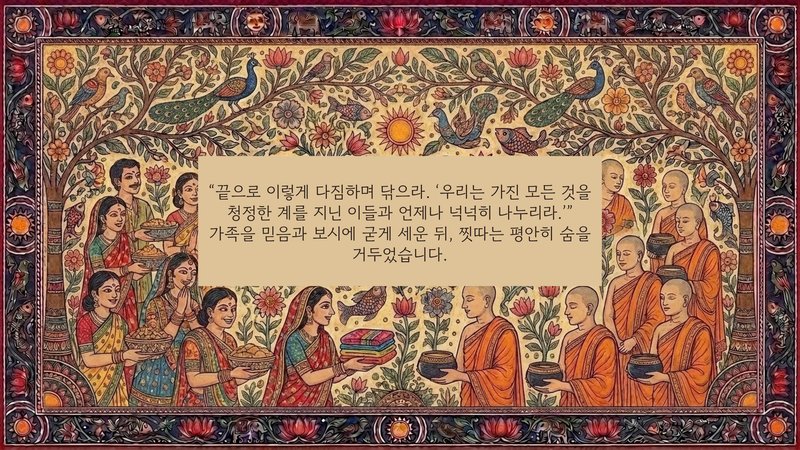 “끝으로 이렇게 다짐하며 닦으라. ‘우리는 가진 모든 것을
청정한 계를 지닌 이들과 언제나 넉넉히 나누리라.’”
가족을 믿음과 보시에 굳게 세운 뒤, 찟따는 평안히 숨을
거두었습니다.